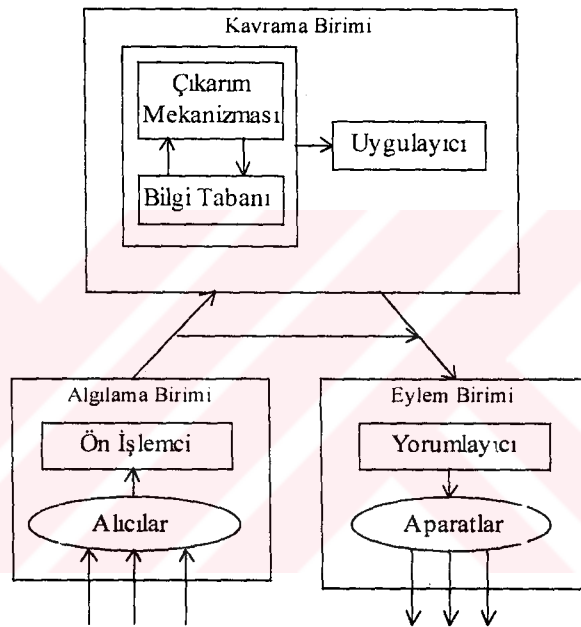 Kavrama Birimi
Çıkarım
Mekanizması
Uygulayıcı
Bilgi Tabanı
Algılama Birimi
Ön İşlemci
Alıcılar
Eylem Birimi
Yorumlayıcı
Aparatlar